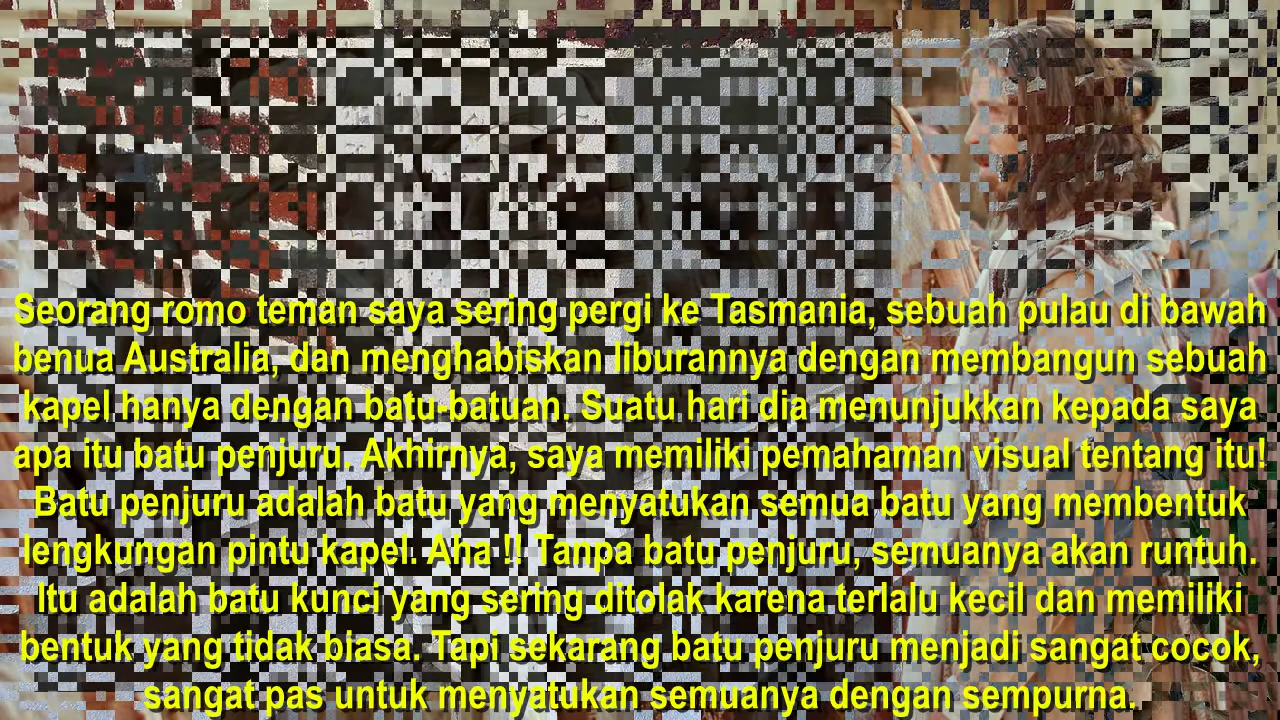 Seorang romo teman saya sering pergi ke Tasmania, sebuah pulau di bawah
benua Australia, dan menghabiskan liburannya dengan membangun sebuah
kapel hanya dengan batu-batuan. Suatu hari dia menunjukkan kepada saya
apa itu batu penjuru. Akhirnya, saya memiliki pemahaman visual tentang itu!
Batu penjuru adalah batu yang menyatukan semua batu yang membentuk
lengkungan pintu kapel. Aha !! Tanpa batu penjuru, semuanya akan runtuh.
Itu adalah batu kunci yang sering ditolak karena terlalu kecil dan memiliki
bentuk yang tidak biasa. Tapi sekarang batu penjuru menjadi sangat cocok,
sangat pas untuk menyatukan semuanya dengan sempurna.